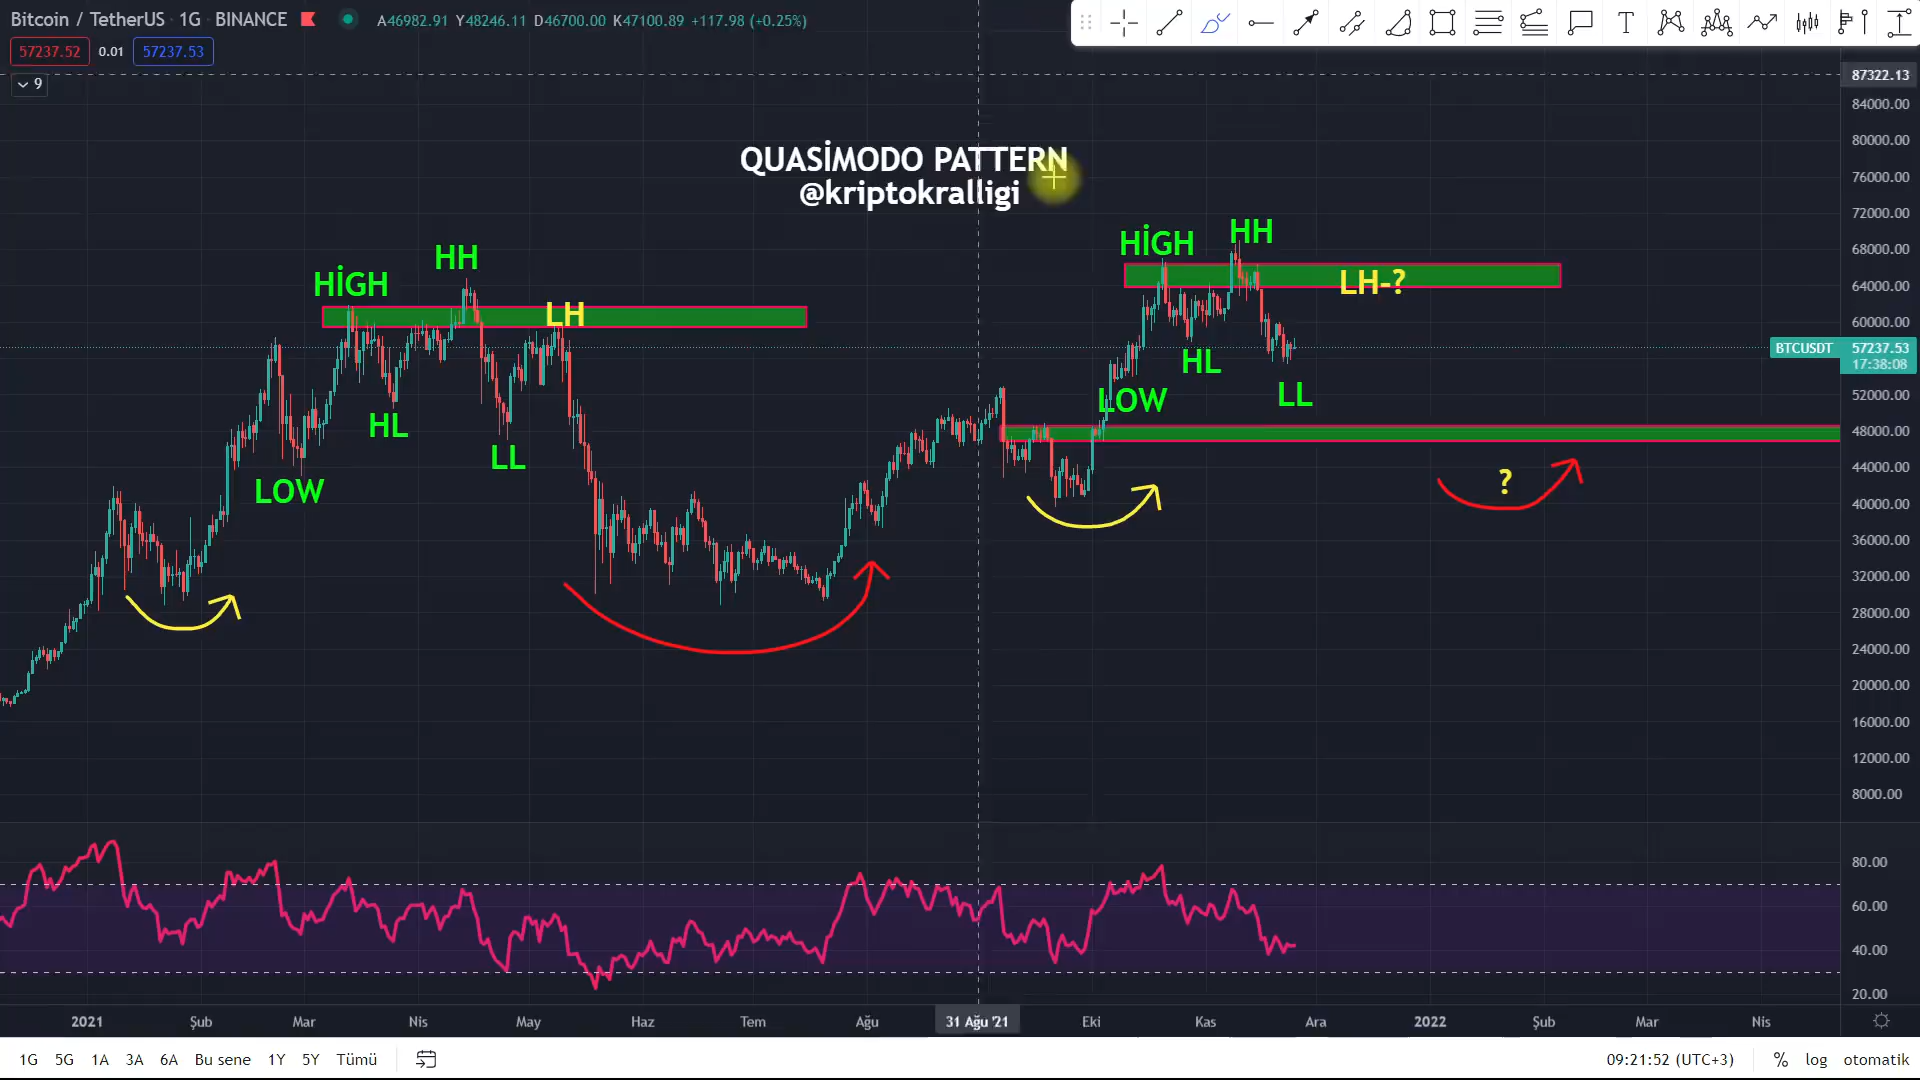 Bitcoin / TetherUS · 1G · BINANCE A46982.91 Y48246.11 D46700.00 K47100.89 +117.98 (+0.25%)
57237.52 0.01 57237.53
9
87322.13
84000.00
80000.00
76000.00
72000.00
68000.00
64000.00
60000.00
BTCUSDT 57237.53
17:38:08
52000.00
48000.00
44000.00
40000.00
36000.00
32000.00
28000.00
24000.00
20000.00
16000.00
12000.00
8000.00
QUASİMODO PATTERN
@kriptokralligi
HİGH
HH
LH
HL
LL
LOW
HİGH
HH
LH-?
HL
LOW
LL
?
80.00
60.00
40.00
20.00
2021 Şub Mar Nis May Haz Tem Ağu 31 Ağu '21 Eki Kas Ara 2022 Şub Mar Nis
1G 5G 1A 3A 6A Bu sene 1Y 5Y Tümü 09:21:52 (UTC+3) % log otomatik